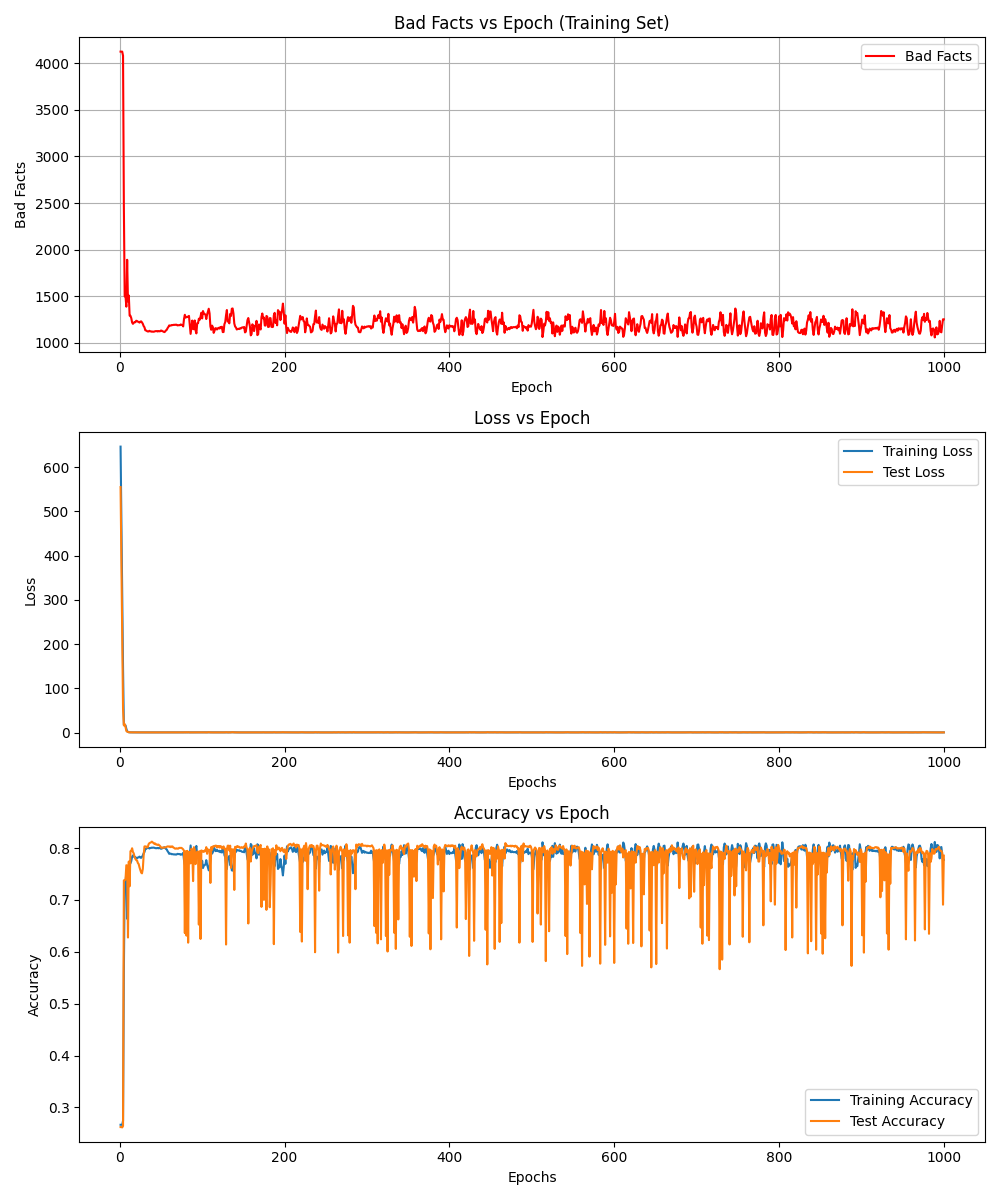 Bad Facts vs Epoch (Training Set)
Bad Facts
4000
3500
3000
2500
2000
1500
1000
Bad Facts
0 200 400 600 800 1000
Epoch
Loss vs Epoch
Training Loss
Test Loss
600
500
400
300
200
100
0
Loss
0 200 400 600 800 1000
Epochs
Accuracy vs Epoch
0.8
0.7
0.6
0.5
0.4
0.3
Accuracy
Training Accuracy
Test Accuracy
0 200 400 600 800 1000
Epochs